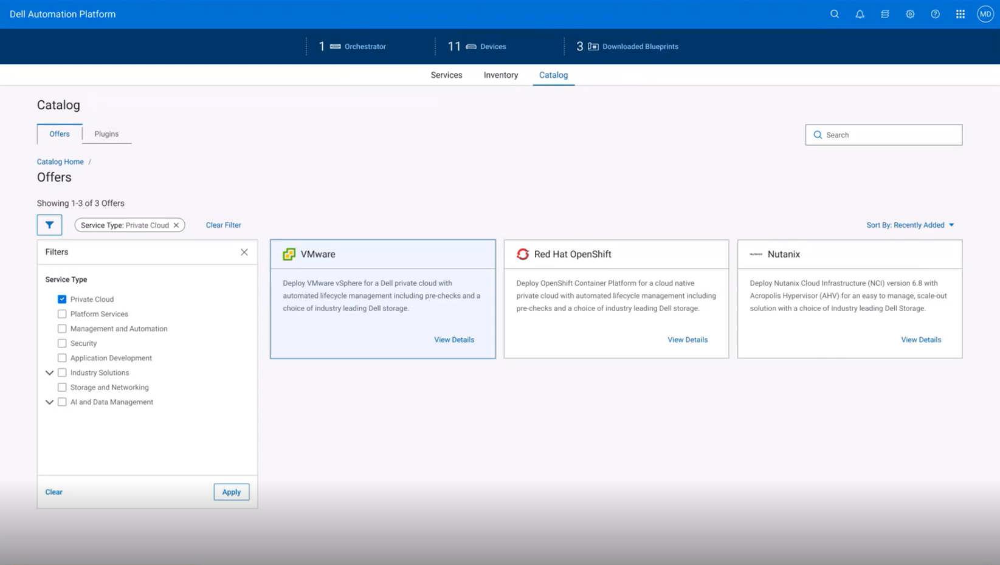 Dell Automation Platform
MD
1 Orchestrator
11 Devices
3 Downloaded Blueprints
Services
Inventory
Catalog
Catalog
Offers
Plugins
Search
Catalog Home /
Offers
Showing 1-3 of 3 Offers
Service Type: Private Cloud
Clear Filter
Sort By: Recently Added
Filters
Service Type
Private Cloud
Platform Services
Management and Automation
Security
Application Development
Industry Solutions
Storage and Networking
AI and Data Management
Clear
Apply
VMware
Deploy VMware vSphere for a Dell private cloud with
automated lifecycle management including pre-checks and a
choice of industry leading Dell storage.
View Details
Red Hat OpenShift
Deploy OpenShift Container Platform for a cloud native
private cloud with automated lifecycle management including
pre-checks and a choice of industry leading Dell storage.
View Details
NUTANIX
Nutanix
Deploy Nutanix Cloud Infrastructure (NCI) version 6.8 with
Acropolis Hypervisor (AHV) for an easy to manage, scale-out
solution with a choice of industry leading Dell Storage.
View Details